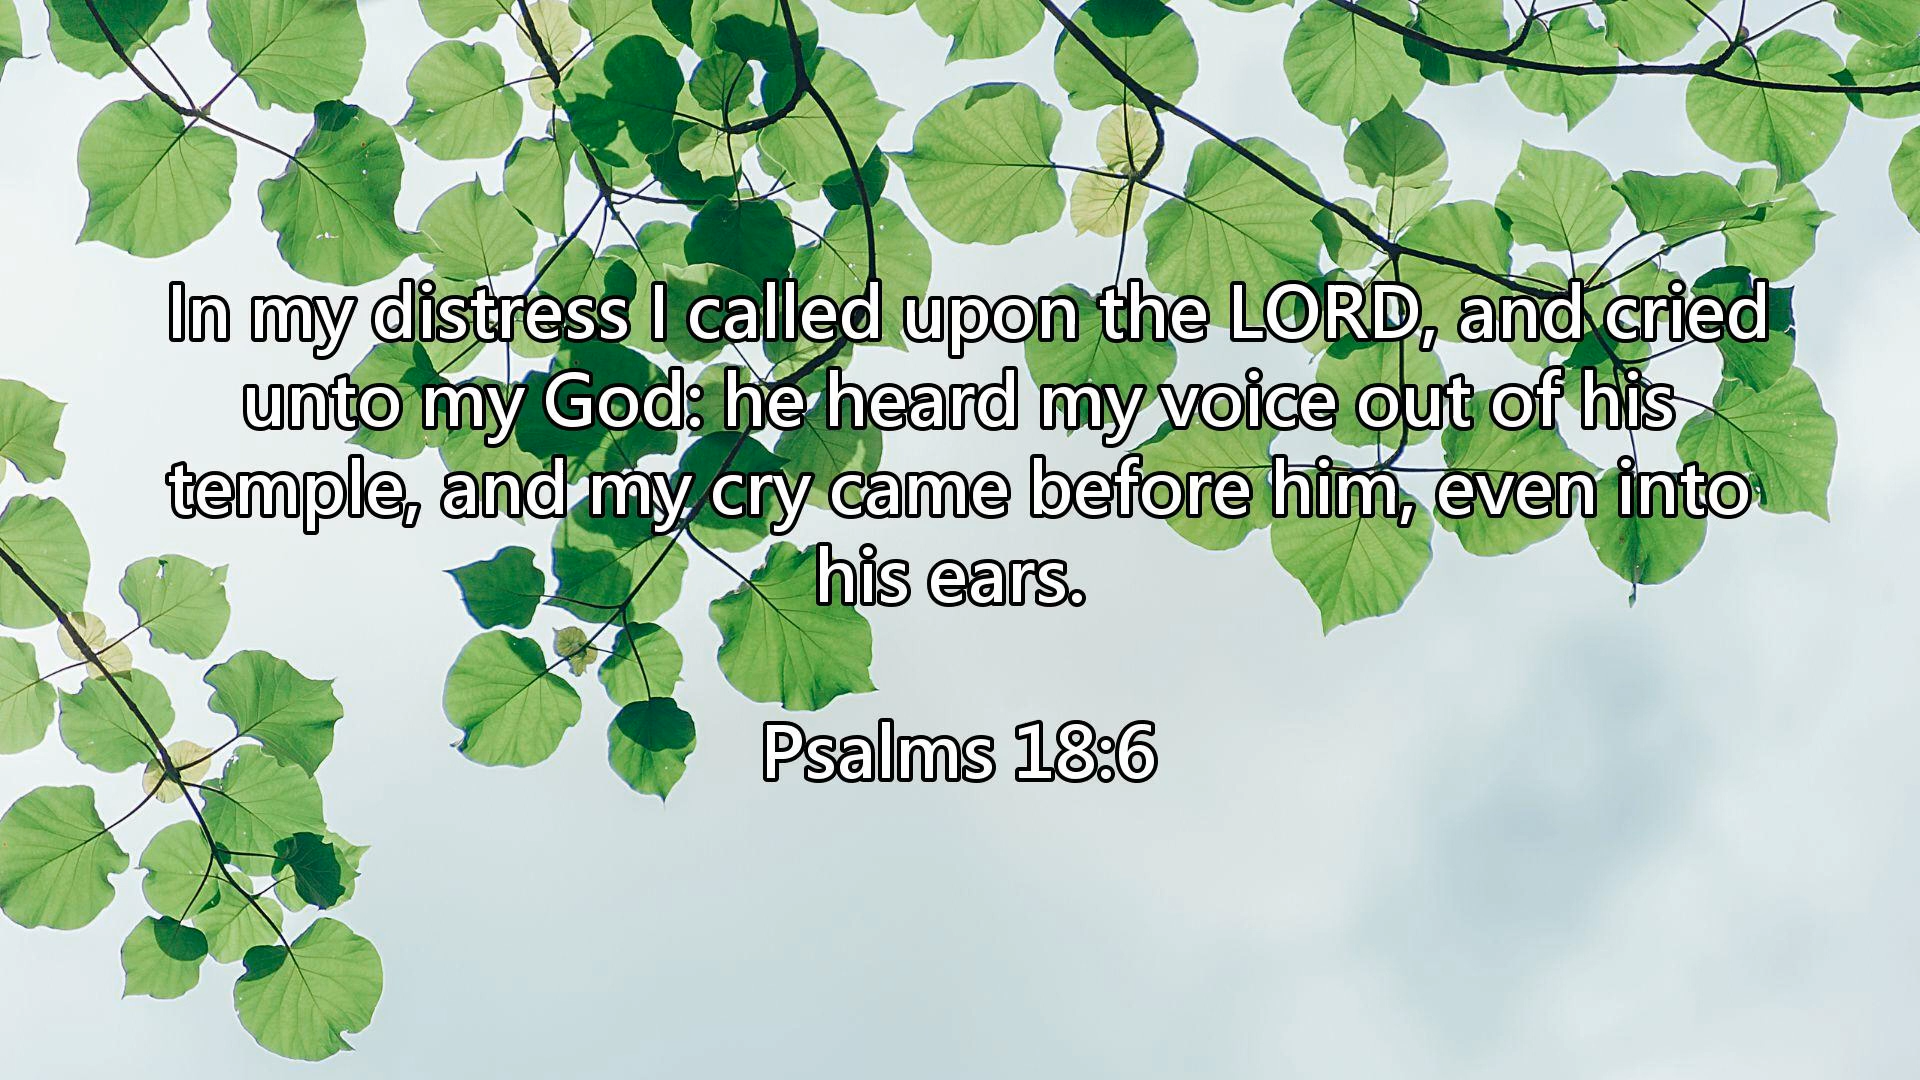 In my distress I called upon the LORD, and cried
unto my God: he heard my voice out of his
temple, and my cry came before him, even into
his ears.
Psalms 18:6